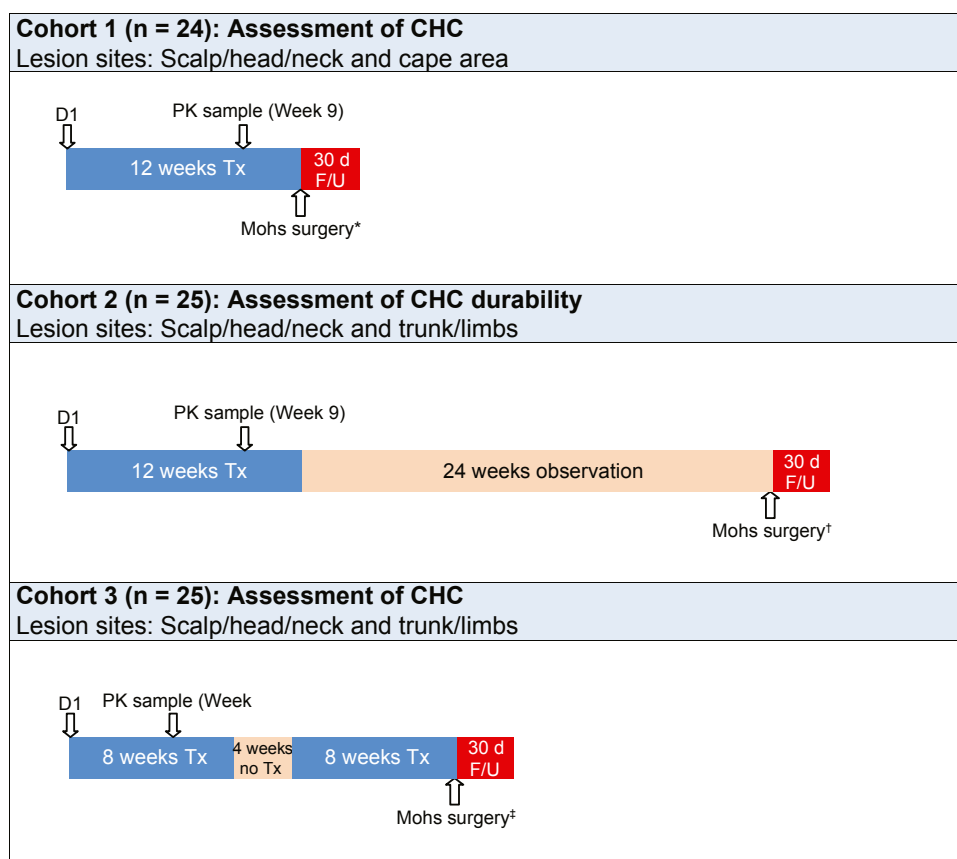 Cohort 1 (n = 24): Assessment of CHC
Lesion sites: Scalp/head/neck and cape area
D1
PK sample (Week 9)
12 weeks Tx
30 d
F/U
Mohs surgery*
Cohort 2 (n = 25): Assessment of CHC durability
Lesion sites: Scalp/head/neck and trunk/limbs
D1
PK sample (Week 9)
12 weeks Tx
24 weeks observation
30 d
F/U
Mohs surgery†
Cohort 3 (n = 25): Assessment of CHC
Lesion sites: Scalp/head/neck and trunk/limbs
D1
PK sample (Week
8 weeks Tx
4 weeks
no Tx
8 weeks Tx
30 d
F/U
Mohs surgery‡